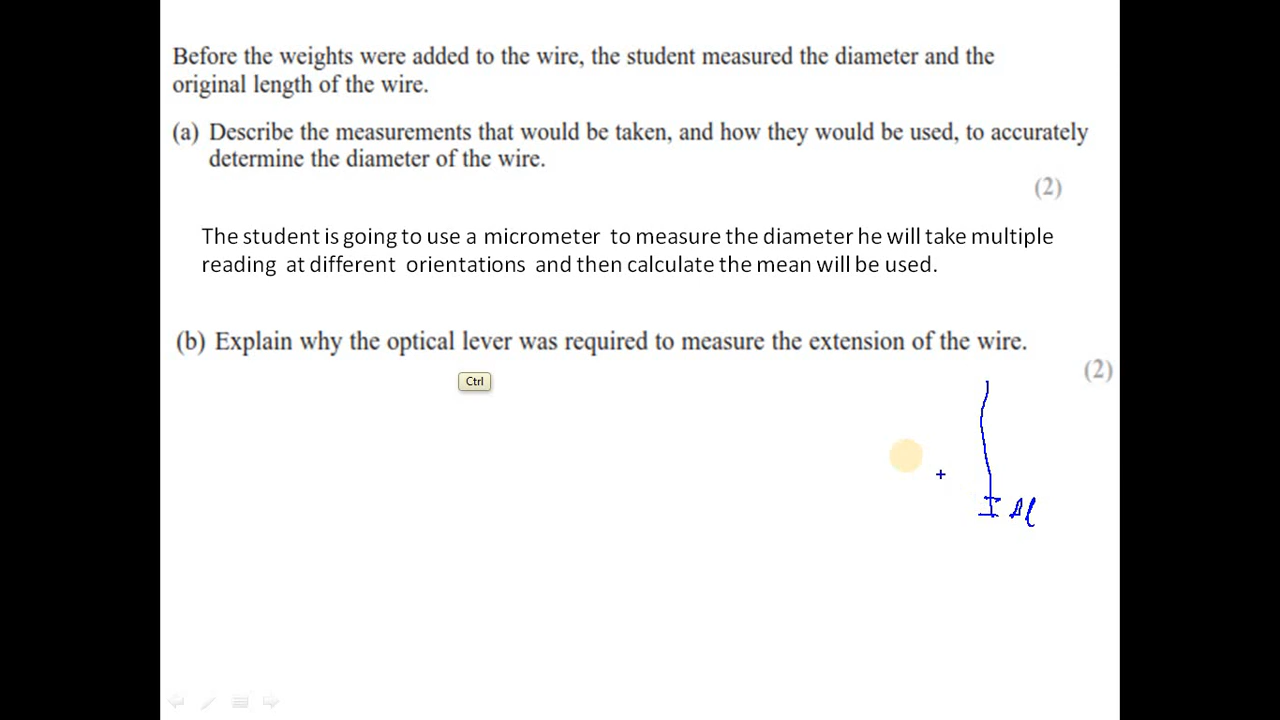 Before the weights were added to the wire, the student measured the diameter and the
original length of the wire.
(a) Describe the measurements that would be taken, and how they would be used, to accurately
determine the diameter of the wire.
(2)
The student is going to use a micrometer to measure the diameter he will take multiple
reading at different orientations and then calculate the mean will be used.
(b) Explain why the optical lever was required to measure the extension of the wire.
(2)
Ctrl
Δl